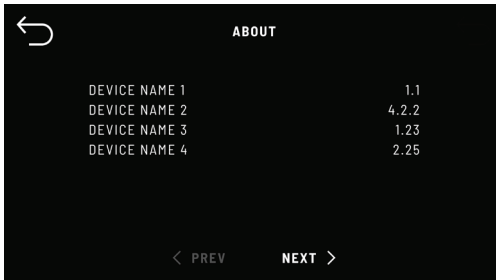 ABOUT
DEVICE NAME 1 1.1
DEVICE NAME 2 4.2.2
DEVICE NAME 3 1.23
DEVICE NAME 4 2.25
PREV NEXT